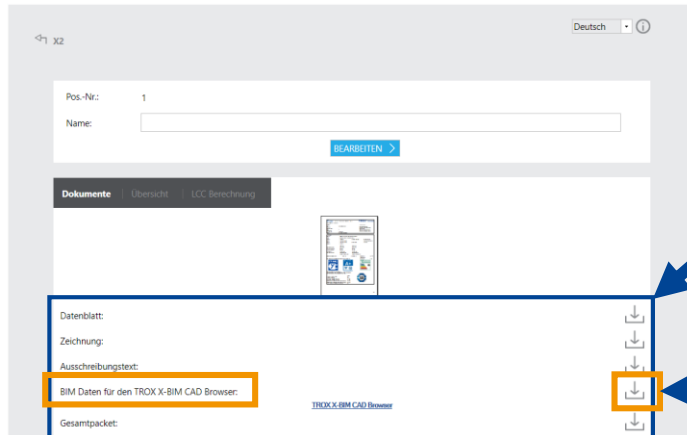 Deutsch
X2
Pos.-Nr.: 1
Name:
BEARBEITEN
Dokumente Übersicht LCC Berechnung
Datenblatt:
Zeichnung:
Ausschreibungstext:
BIM Daten für den TROX X-BIM CAD Browser:
TROX X-BIM CAD Browser
Gesamtpacket: